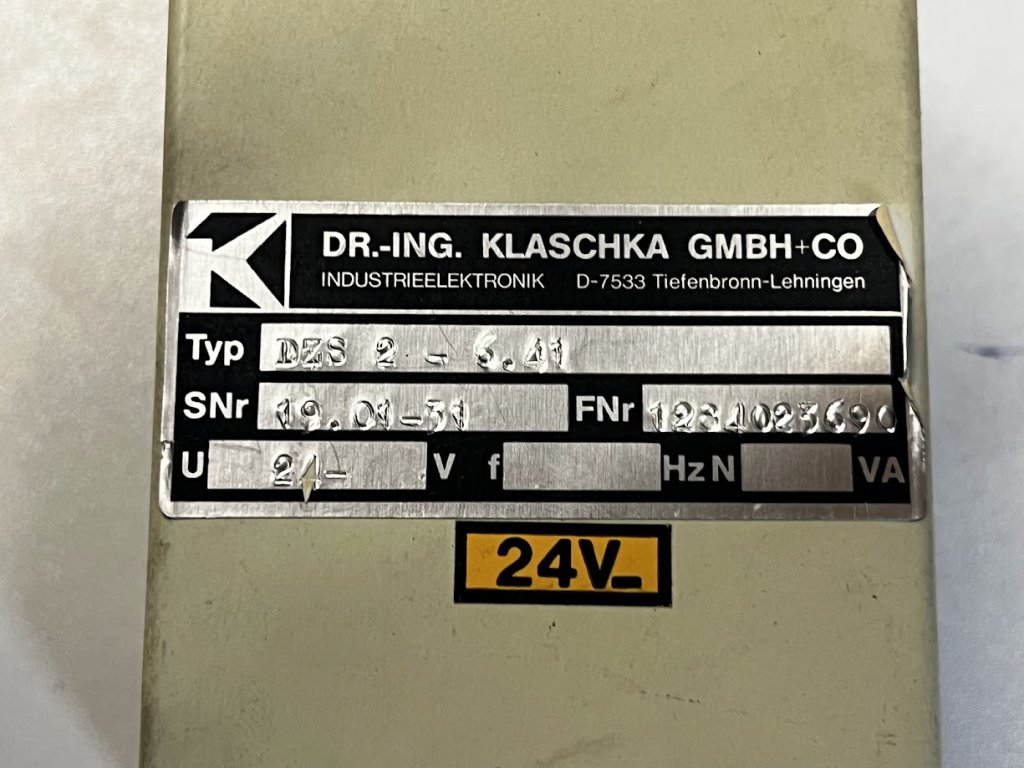 K
DR.-ING. KLASCHKA GMBH+CO
INDUSTRIEELEKTRONIK D-7533 Tiefenbronn-Lehningen
Typ DZS 2 - 6.41
SNr 19.01-31 FNr 1284023690
U 24- V f Hz N VA
24V-